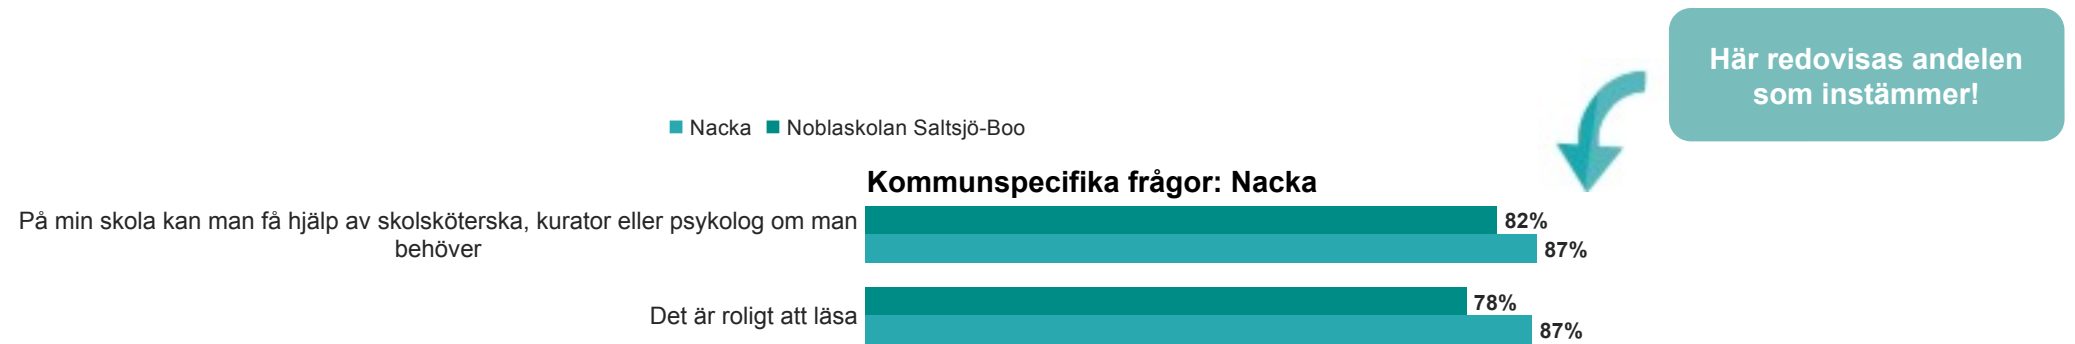 Här redovisas andelen
som instämmer!
Nacka Noblaskolan Saltsjö-Boo
Kommunspecifika frågor: Nacka
På min skola kan man få hjälp av skolsköterska, kurator eller psykolog om man
behöver
82%
87%
Det är roligt att läsa
78%
87%